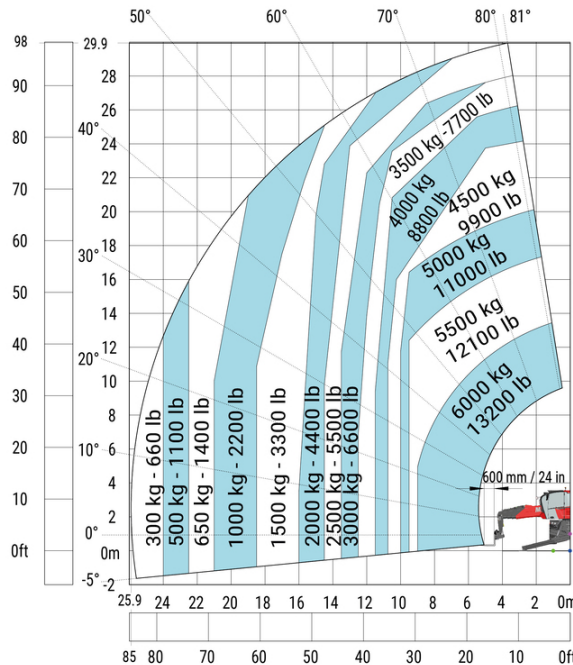 50°
60°
70°
80°
81°
98
29.9
90
28
26
80
24
40°
22
70
20
60
18
30°
16
50
14
40
12
20°
10
30
8
20
6
10°
4
10
2
0°
0ft
0m
-5°
-2
3500 kg -7700 lb
4000 kg
8800 lb
4500 kg
9900 lb
5000 kg
11000 lb
5500 kg
12100 lb
6000 kg
13200 lb
600 mm / 24 in
300 kg - 660 lb
500 kg - 1100 lb
650 kg - 1400 lb
1000 kg - 2200 lb
1500 kg - 3300 lb
2000 kg - 4400 lb
2500 kg - 5500 lb
3000 kg - 6600 lb
25.9 24 22 20 18 16 14 12 10 8 6 4 2 0m
85 80 70 60 50 40 30 20 10 0ft